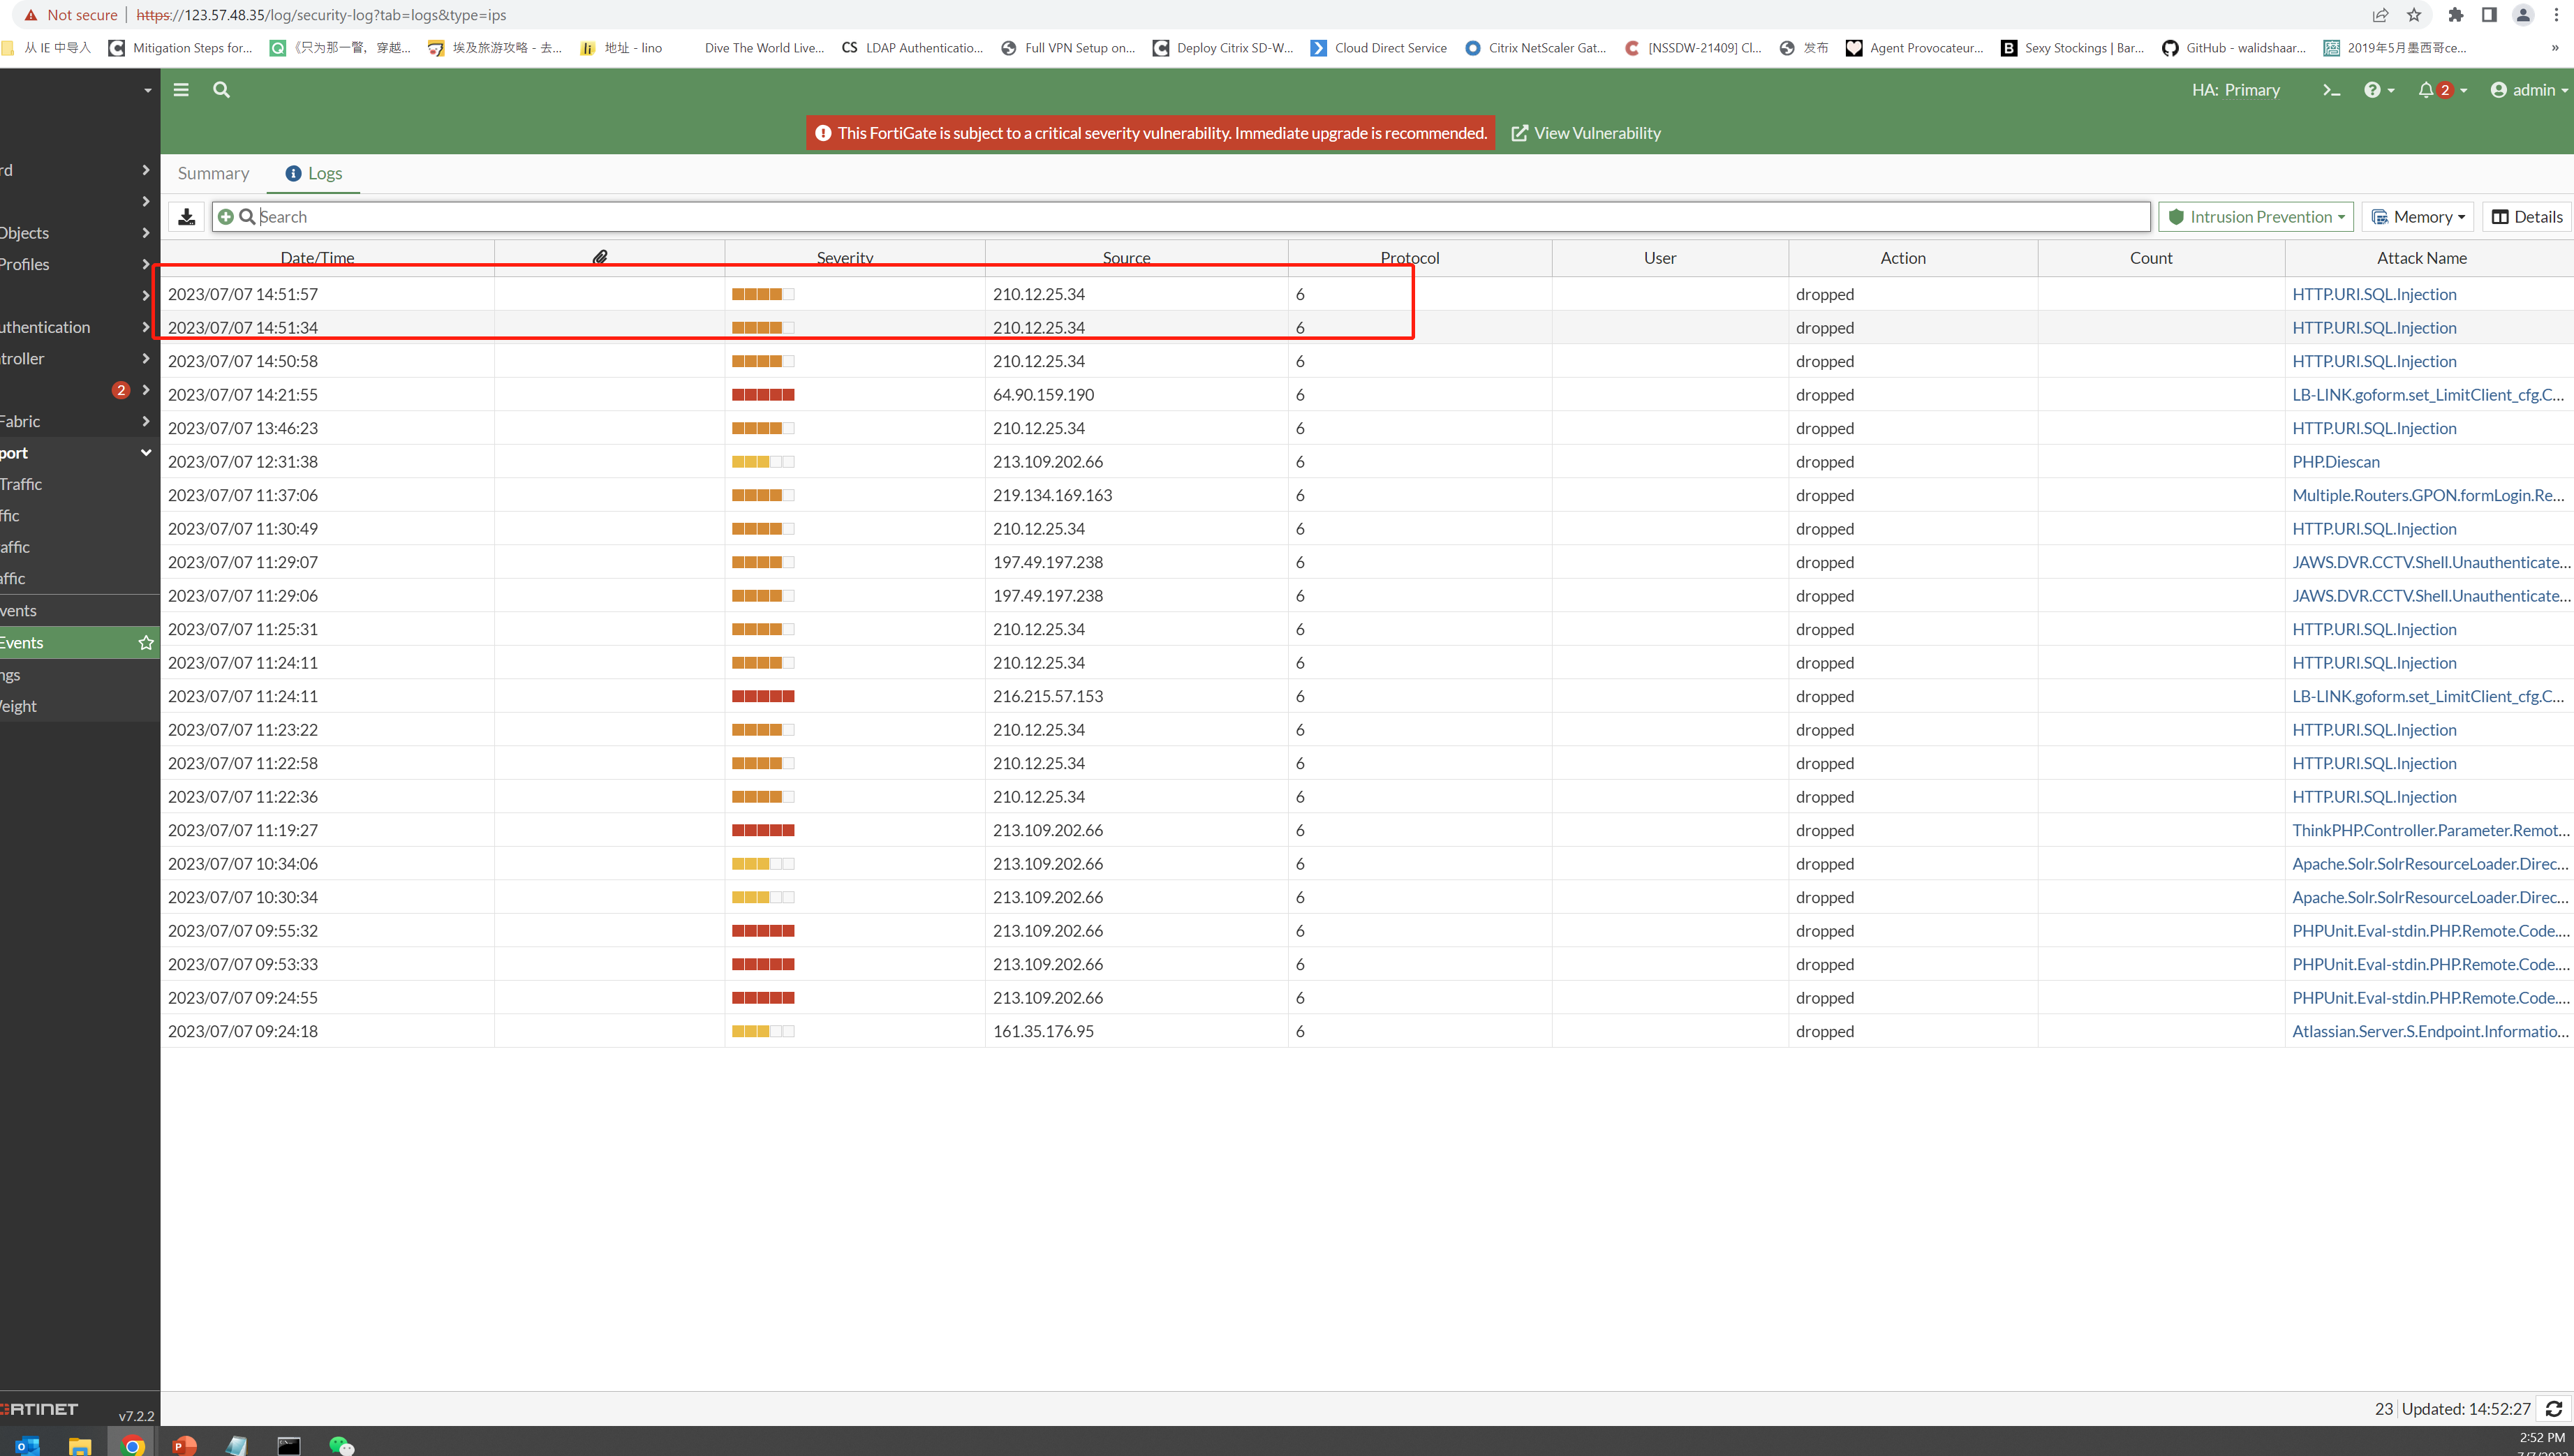 Not secure | https://123.57.48.35/log/security-log?tab=logs&type=ips
从 IE 中导入 Mitigation Steps for... 《只为那一瞥，穿越... 埃及旅游攻略 - 去... 地址 - lino Dive The World Live... CS LDAP Authenticatio... Full VPN Setup on... Deploy Citrix SD-W... Cloud Direct Service Citrix NetScaler Gat... [NSSDW-21409] Cl... 发布 Agent Provocateur... Sexy Stockings | Bar... GitHub - walidshaar... 2019年5月墨西哥ce... »
HA: Primary >_ 2 admin
This FortiGate is subject to a critical severity vulnerability. Immediate upgrade is recommended. View Vulnerability
rd
Objects
Profiles
uthentication
troller
2
Fabric
port
Traffic
ffic
affic
affic
vents
Events
ngs
eight
Summary Logs
Search Intrusion Prevention Memory Details
Date/Time Severity Source Protocol User Action Count Attack Name
2023/07/07 14:51:57 210.12.25.34 6 dropped HTTP.URI.SQL.Injection
2023/07/07 14:51:34 210.12.25.34 6 dropped HTTP.URI.SQL.Injection
2023/07/07 14:50:58 210.12.25.34 6 dropped HTTP.URI.SQL.Injection
2023/07/07 14:21:55 64.90.159.190 6 dropped LB-LINK.goform.set_LimitClient_cfg.C...
2023/07/07 13:46:23 210.12.25.34 6 dropped HTTP.URI.SQL.Injection
2023/07/07 12:31:38 213.109.202.66 6 dropped PHP.Diescan
2023/07/07 11:37:06 219.134.169.163 6 dropped Multiple.Routers.GPON.formLogin.Re...
2023/07/07 11:30:49 210.12.25.34 6 dropped HTTP.URI.SQL.Injection
2023/07/07 11:29:07 197.49.197.238 6 dropped JAWS.DVR.CCTV.Shell.Unauthenticate...
2023/07/07 11:29:06 197.49.197.238 6 dropped JAWS.DVR.CCTV.Shell.Unauthenticate...
2023/07/07 11:25:31 210.12.25.34 6 dropped HTTP.URI.SQL.Injection
2023/07/07 11:24:11 210.12.25.34 6 dropped HTTP.URI.SQL.Injection
2023/07/07 11:24:11 216.215.57.153 6 dropped LB-LINK.goform.set_LimitClient_cfg.C...
2023/07/07 11:23:22 210.12.25.34 6 dropped HTTP.URI.SQL.Injection
2023/07/07 11:22:58 210.12.25.34 6 dropped HTTP.URI.SQL.Injection
2023/07/07 11:22:36 210.12.25.34 6 dropped HTTP.URI.SQL.Injection
2023/07/07 11:19:27 213.109.202.66 6 dropped ThinkPHP.Controller.Parameter.Remot...
2023/07/07 10:34:06 213.109.202.66 6 dropped Apache.Solr.SolrResourceLoader.Direc...
2023/07/07 10:30:34 213.109.202.66 6 dropped Apache.Solr.SolrResourceLoader.Direc...
2023/07/07 09:55:32 213.109.202.66 6 dropped PHPUnit.Eval-stdin.PHP.Remote.Code....
2023/07/07 09:53:33 213.109.202.66 6 dropped PHPUnit.Eval-stdin.PHP.Remote.Code....
2023/07/07 09:24:55 213.109.202.66 6 dropped PHPUnit.Eval-stdin.PHP.Remote.Code....
2023/07/07 09:24:18 161.35.176.95 6 dropped Atlassian.Server.S.Endpoint.Informatio...
RTINET v7.2.2
23 Updated: 14:52:27
2:52 PM